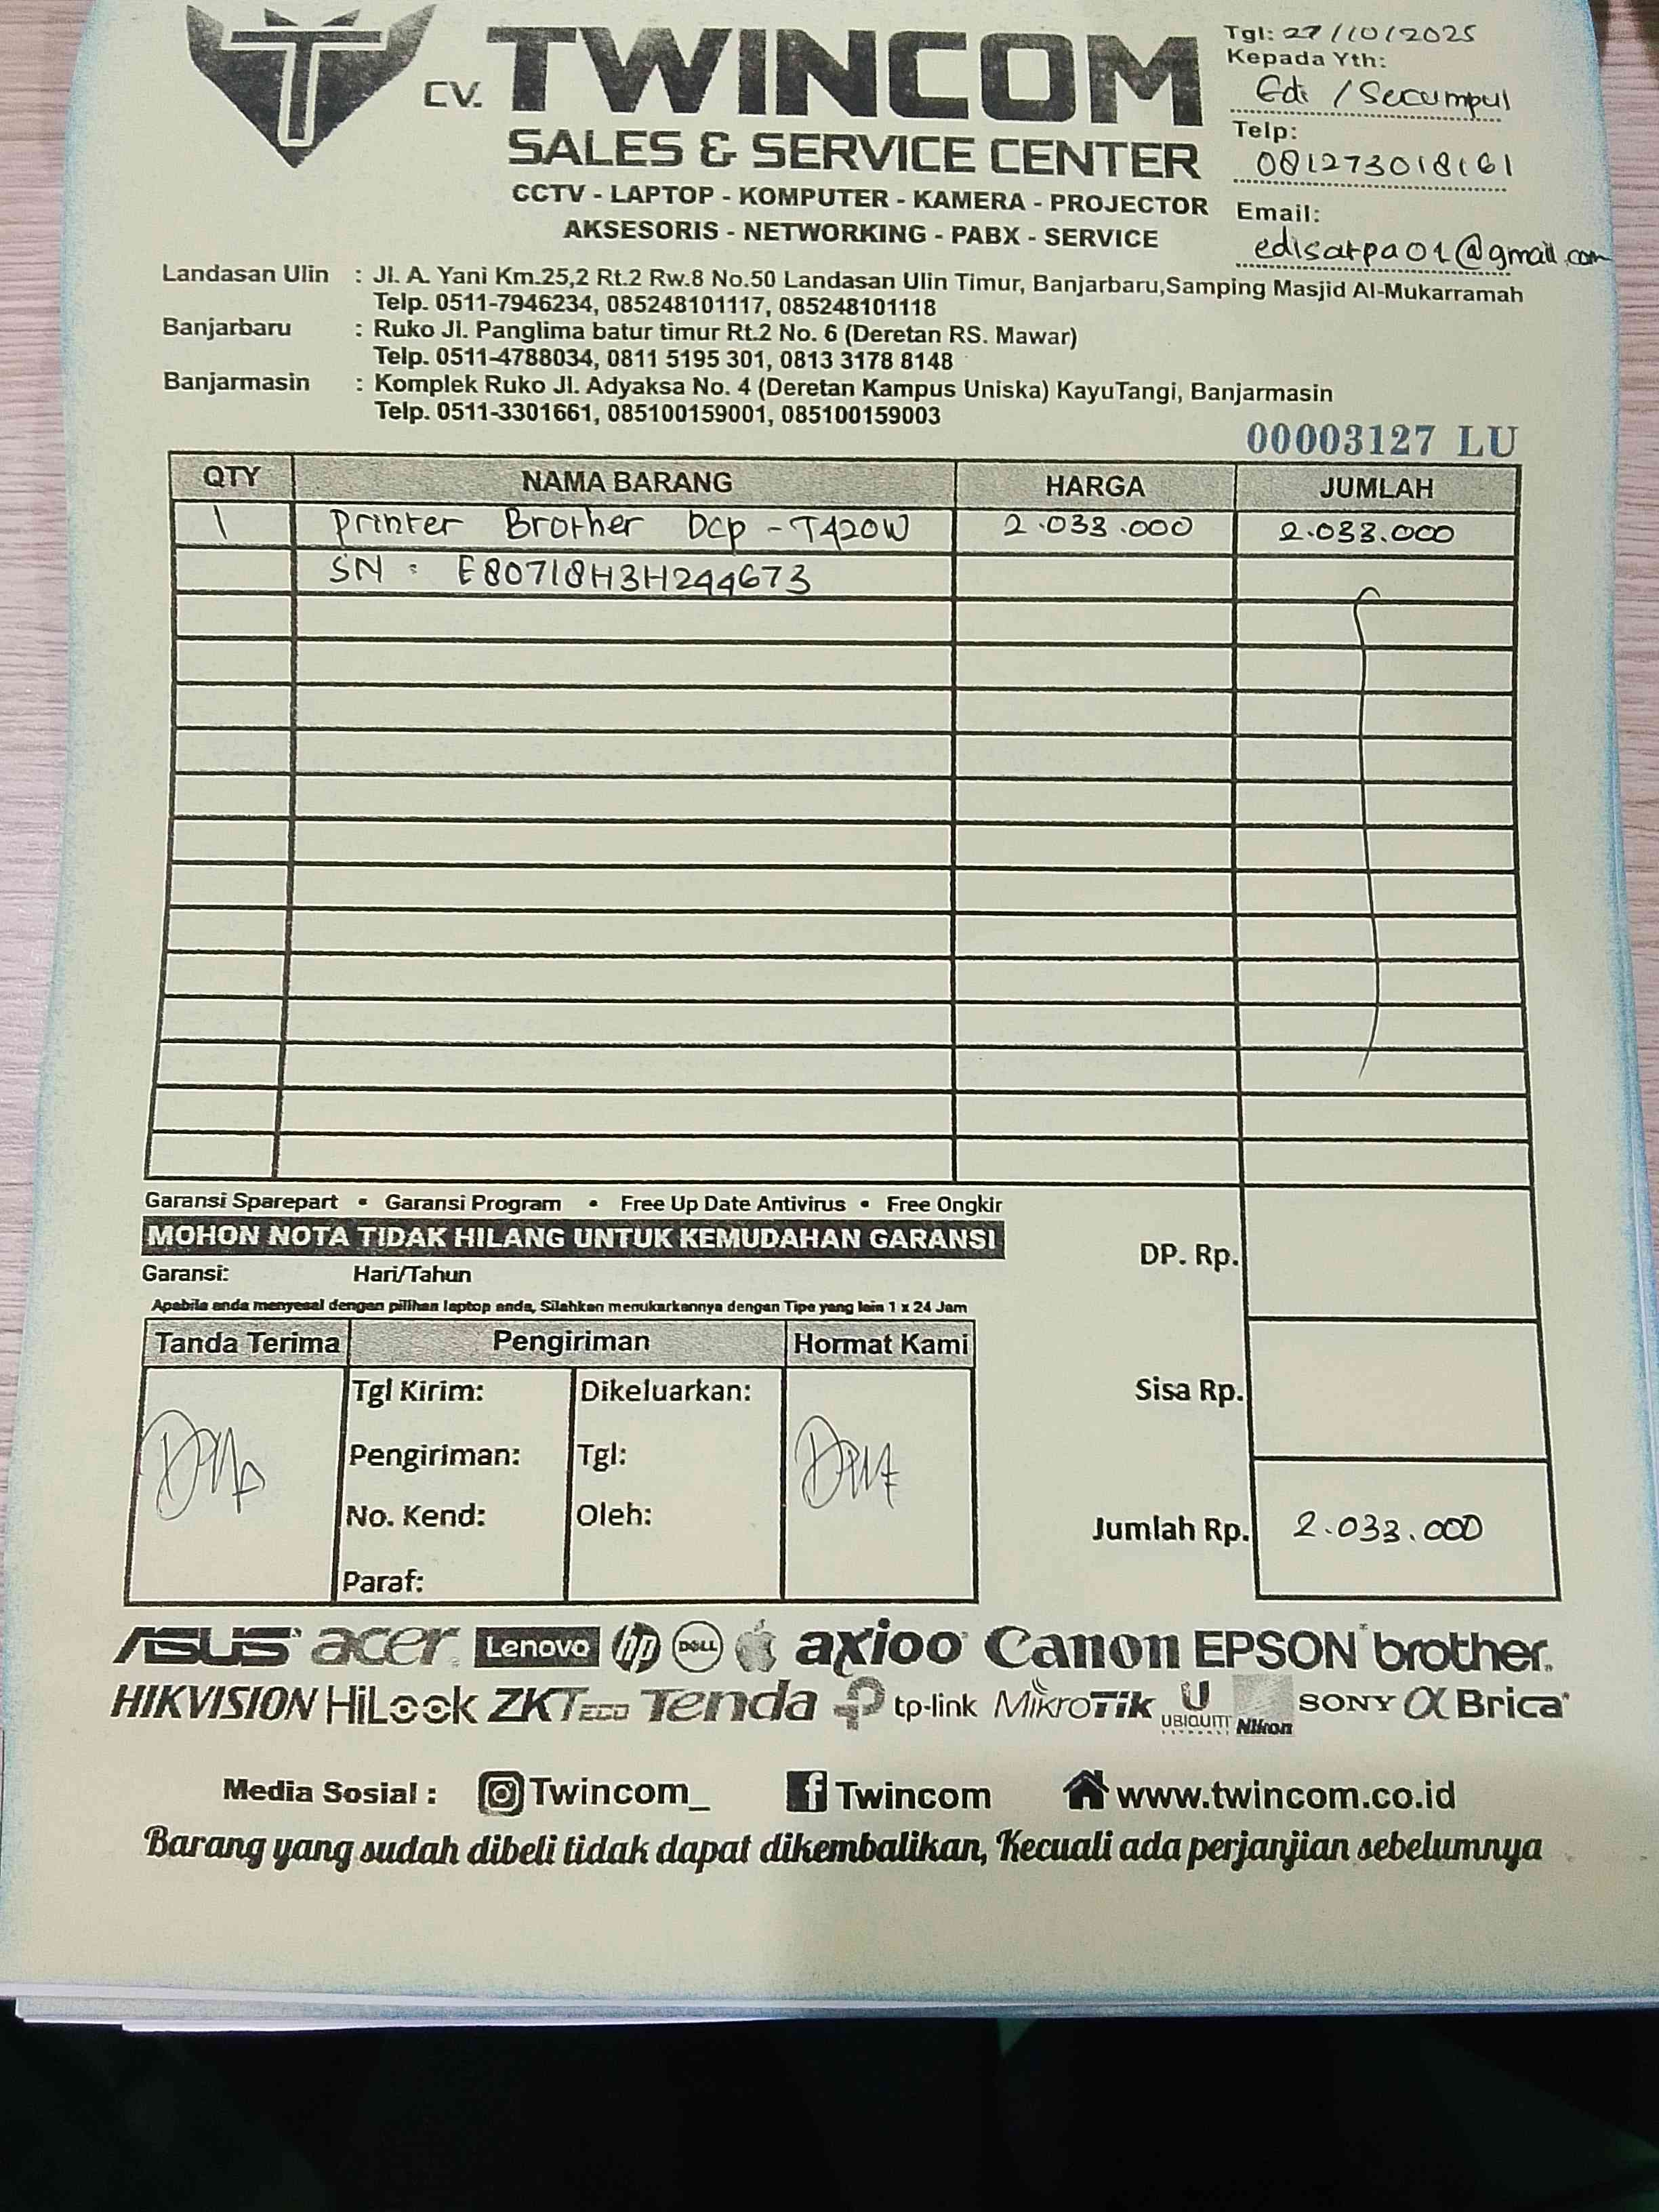 T
CV. TWINCOM
SALES & SERVICE CENTER
CCTV - LAPTOP - KOMPUTER - KAMERA - PROJECTOR
AKSESORIS - NETWORKING - PABX - SERVICE
Tgl: 27/10/2025
Kepada Yth:
Edi / Secumpul
Telp:
081273018161
Email:
edisarpa01@gmail.com
Landasan Ulin : Jl. A. Yani Km.25,2 Rt.2 Rw.8 No.50 Landasan Ulin Timur, Banjarbaru,Samping Masjid Al-Mukarramah
Telp. 0511-7946234, 085248101117, 085248101118
Banjarbaru : Ruko Jl. Panglima batur timur Rt.2 No. 6 (Deretan RS. Mawar)
Telp. 0511-4788034, 0811 5195 301, 0813 3178 8148
Banjarmasin : Komplek Ruko Jl. Adyaksa No. 4 (Deretan Kampus Uniska) KayuTangi, Banjarmasin
Telp. 0511-3301661, 085100159001, 085100159003
00003127 LU
QTY NAMA BARANG HARGA JUMLAH
1 Printer Brother Dcp - T420W 2.033.000 2.033.000
SN : E80718H3H244673
Garansi Sparepart • Garansi Program • Free Up Date Antivirus • Free Ongkir
MOHON NOTA TIDAK HILANG UNTUK KEMUDAHAN GARANSI
Garansi: Hari/Tahun
Apabila anda menyesal dengan pilihan laptop anda, Silahkan menukarkannya dengan Tipe yang lain 1 x 24 Jam
DP. Rp.
Sisa Rp.
Jumlah Rp. 2.033.000
Tanda Terima Pengiriman Hormat Kami
Tgl Kirim: Dikeluarkan:
Pengiriman: Tgl:
No. Kend: Oleh:
Paraf:
ASUS acer Lenovo hp DELL axioo Canon EPSON brother
HIKVISION HiLook ZKTECO Tenda tp-link MikroTik U UBIQUITI Nikon SONY α Brica
Media Sosial : Twincom_ f Twincom www.twincom.co.id
Barang yang sudah dibeli tidak dapat dikembalikan, Kecuali ada perjanjian sebelumnya